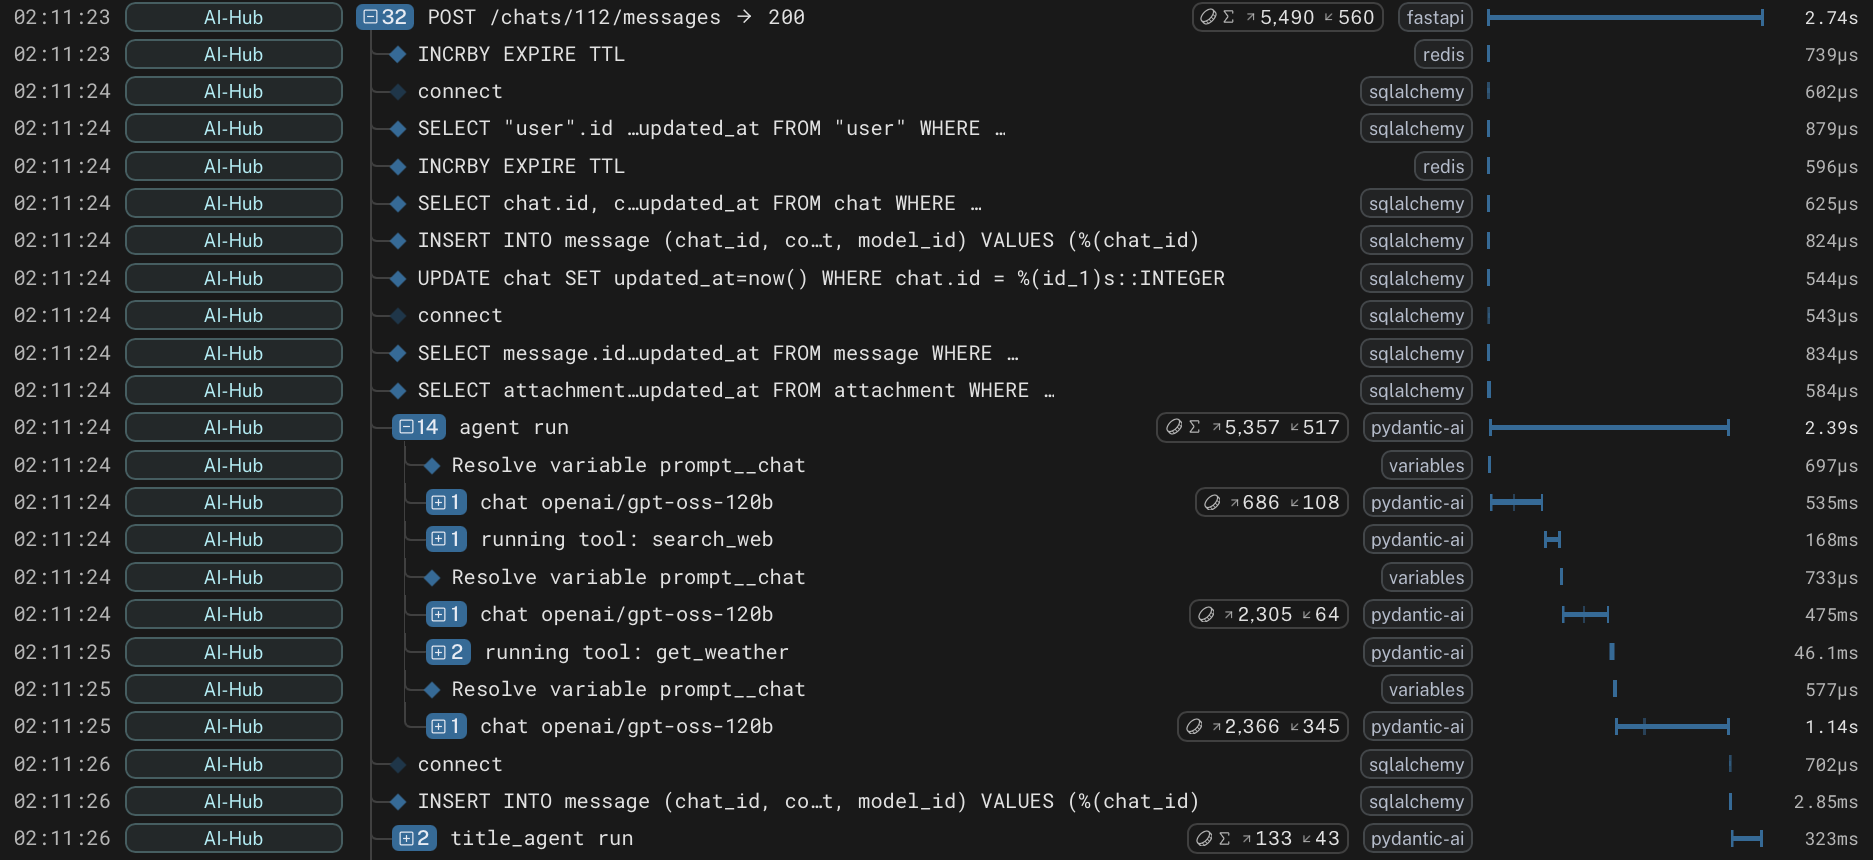 02:11:23 AI-Hub 32 POST /chats/112/messages → 200 Σ ↗5,490 ↙560 fastapi 2.74s
02:11:23 AI-Hub INCRBY EXPIRE TTL redis 739µs
02:11:24 AI-Hub connect sqlalchemy 602µs
02:11:24 AI-Hub SELECT "user".id …updated_at FROM "user" WHERE … sqlalchemy 879µs
02:11:24 AI-Hub INCRBY EXPIRE TTL redis 596µs
02:11:24 AI-Hub SELECT chat.id, c…updated_at FROM chat WHERE … sqlalchemy 625µs
02:11:24 AI-Hub INSERT INTO message (chat_id, co…t, model_id) VALUES (%(chat_id) sqlalchemy 824µs
02:11:24 AI-Hub UPDATE chat SET updated_at=now() WHERE chat.id = %(id_1)s::INTEGER sqlalchemy 544µs
02:11:24 AI-Hub connect sqlalchemy 543µs
02:11:24 AI-Hub SELECT message.id…updated_at FROM message WHERE … sqlalchemy 834µs
02:11:24 AI-Hub SELECT attachment…updated_at FROM attachment WHERE … sqlalchemy 584µs
02:11:24 AI-Hub 14 agent run Σ ↗5,357 ↙517 pydantic-ai 2.39s
02:11:24 AI-Hub Resolve variable prompt__chat variables 697µs
02:11:24 AI-Hub 1 chat openai/gpt-oss-120b ↗686 ↙108 pydantic-ai 535ms
02:11:24 AI-Hub 1 running tool: search_web pydantic-ai 168ms
02:11:24 AI-Hub Resolve variable prompt__chat variables 733µs
02:11:24 AI-Hub 1 chat openai/gpt-oss-120b ↗2,305 ↙64 pydantic-ai 475ms
02:11:25 AI-Hub 2 running tool: get_weather pydantic-ai 46.1ms
02:11:25 AI-Hub Resolve variable prompt__chat variables 577µs
02:11:25 AI-Hub 1 chat openai/gpt-oss-120b ↗2,366 ↙345 pydantic-ai 1.14s
02:11:26 AI-Hub connect sqlalchemy 702µs
02:11:26 AI-Hub INSERT INTO message (chat_id, co…t, model_id) VALUES (%(chat_id) sqlalchemy 2.85ms
02:11:26 AI-Hub 2 title_agent run Σ ↗133 ↙43 pydantic-ai 323ms